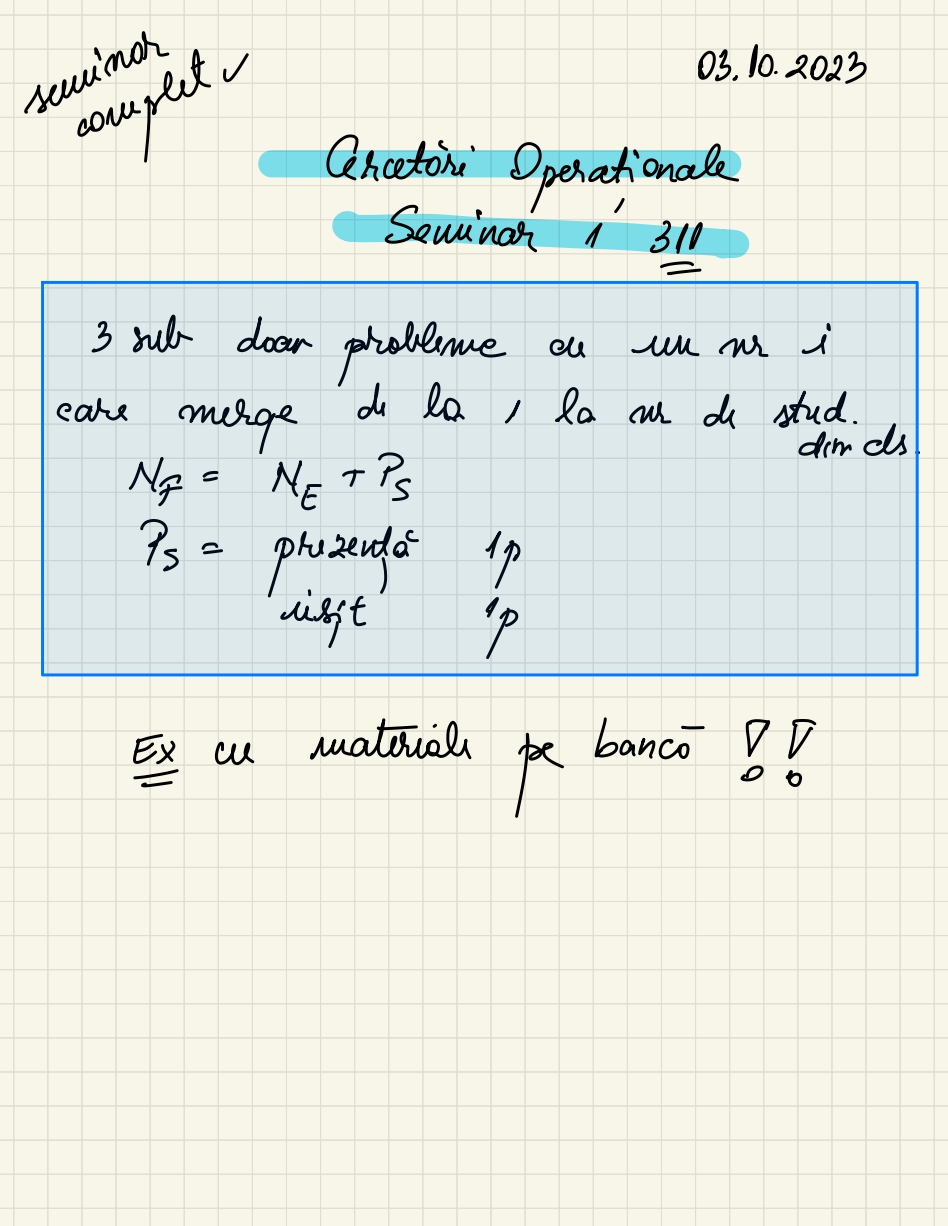 seminar
complet ✓
03.10.2023
Cercetări Operaționale
Seminar 1 311
3 sub doar probleme cu un nr i
care merge de la 1 la nr de stud.
din cls.
N_F = N_E + P_S
P_S = prezență 1p
1p
Ex cu materiale pe bancă !!